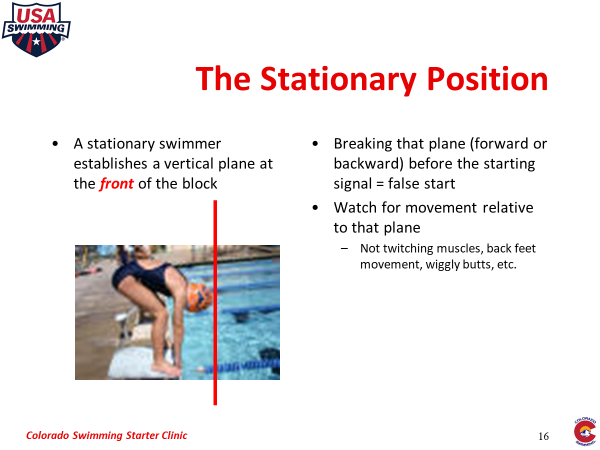 USA
SWIMMING
The Stationary Position
• A stationary swimmer
establishes a vertical plane at
the front of the block
• Breaking that plane (forward or
backward) before the starting
signal = false start
• Watch for movement relative
to that plane
– Not twitching muscles, back feet
movement, wiggly butts, etc.
Colorado Swimming Starter Clinic
16
COLORADO
SWIMMING